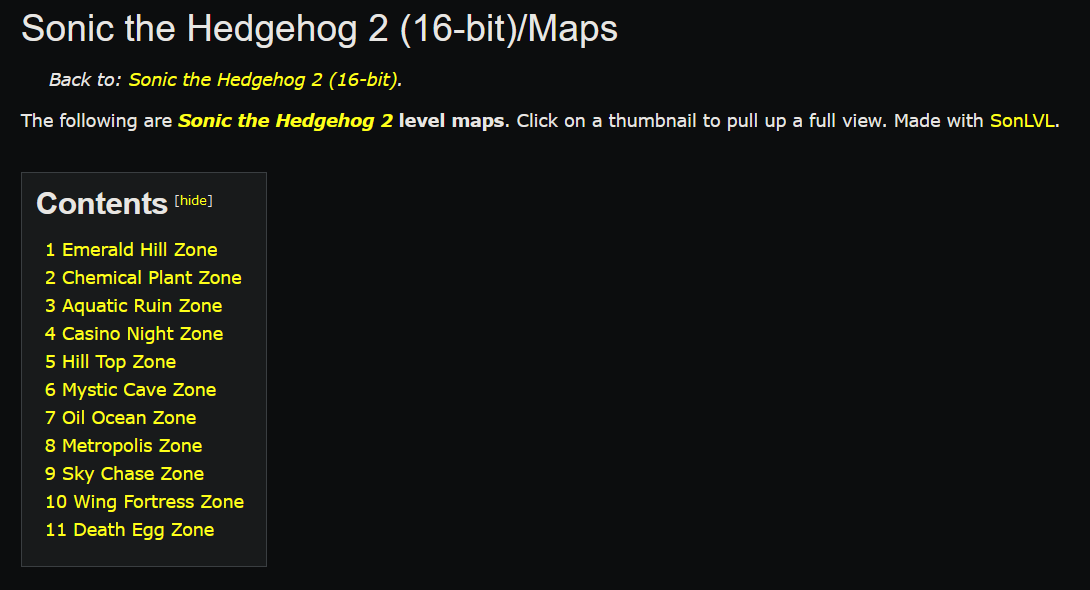 Sonic the Hedgehog 2 (16-bit)/Maps
Back to: Sonic the Hedgehog 2 (16-bit).
The following are Sonic the Hedgehog 2 level maps. Click on a thumbnail to pull up a full view. Made with SonLVL.
Contents [hide]
1 Emerald Hill Zone
2 Chemical Plant Zone
3 Aquatic Ruin Zone
4 Casino Night Zone
5 Hill Top Zone
6 Mystic Cave Zone
7 Oil Ocean Zone
8 Metropolis Zone
9 Sky Chase Zone
10 Wing Fortress Zone
11 Death Egg Zone